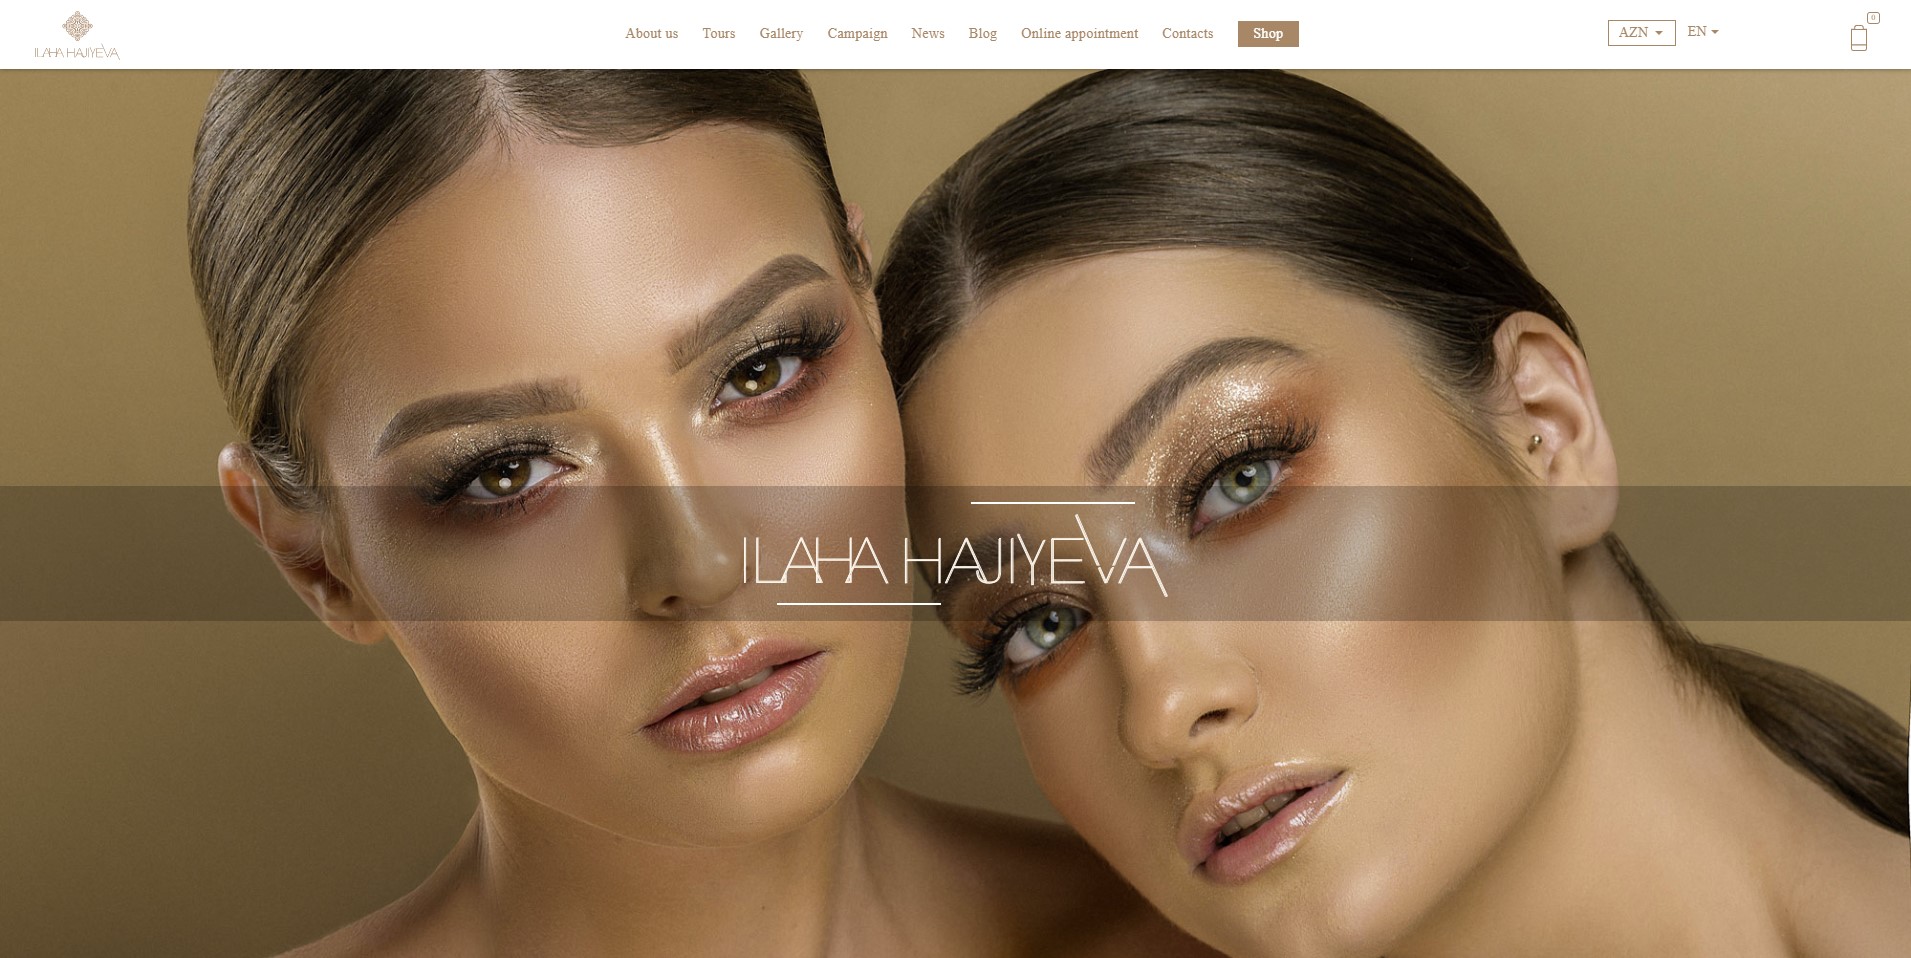 ILAHA HAJIYEVA
About us Tours Gallery Campaign News Blog Online appointment Contacts Shop
AZN EN
0
ILAHA HAJIYEVA